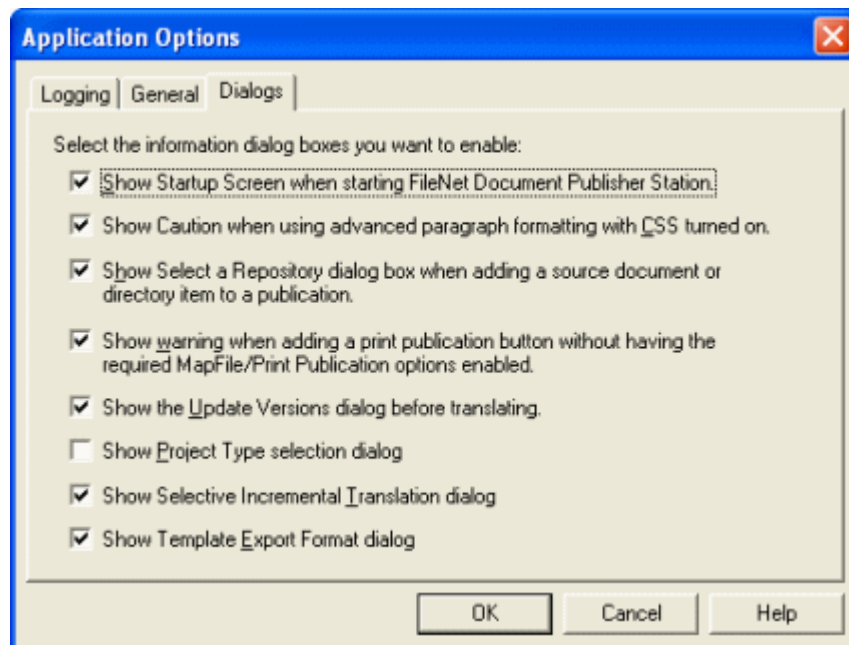 Application Options
Logging General Dialogs
Select the information dialog boxes you want to enable:
Show Startup Screen when starting FileNet Document Publisher Station.
Show Caution when using advanced paragraph formatting with CSS turned on.
Show Select a Repository dialog box when adding a source document or
directory item to a publication.
Show warning when adding a print publication button without having the
required MapFile/Print Publication options enabled.
Show the Update Versions dialog before translating.
Show Project Type selection dialog
Show Selective Incremental Translation dialog
Show Template Export Format dialog
OK Cancel Help